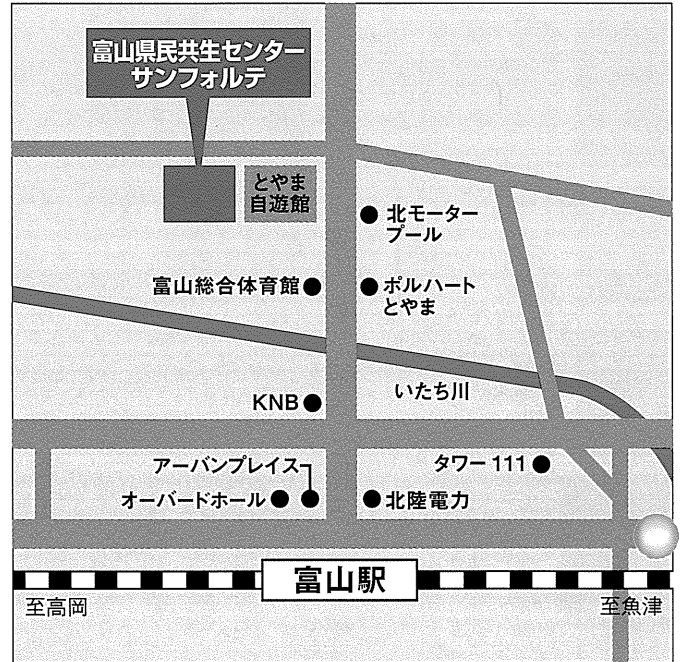 富山県民共生センター
サンフォルテ
とやま
自遊館
北モーター
プール
富山総合体育館
ポルハート
とやま
いたち川
KNB
アーバンプレイス
タワー111
オーバードホール
北陸電力
富山駅
至高岡
至魚津